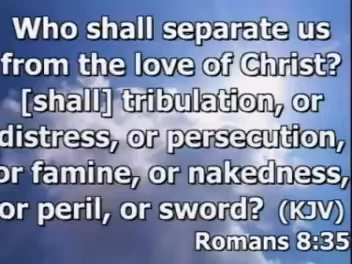 Who shall separate us
from the love of Christ?
[shall] tribulation, or
distress, or persecution,
or famine, or nakedness,
or peril, or sword? (KJV)
Romans 8:35